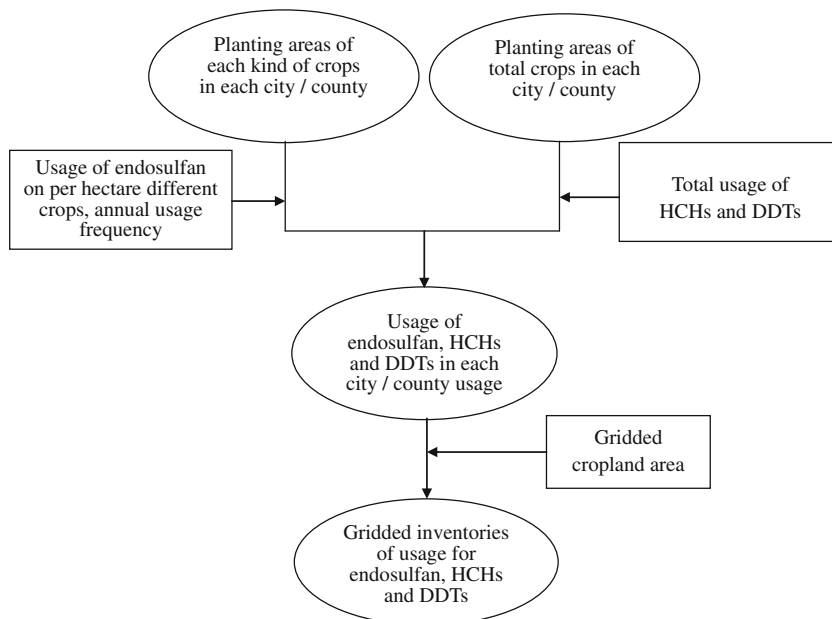 Planting areas of
each kind of crops
in each city / county
Planting areas of
total crops in each
city / county
Usage of endosulfan
on per hectare different
crops, annual usage
frequency
Total usage of
HCHs and DDTs
Usage of
endosulfan, HCHs
and DDTs in each
city / county usage
Gridded
cropland area
Gridded inventories
of usage for
endosulfan, HCHs
and DDTs